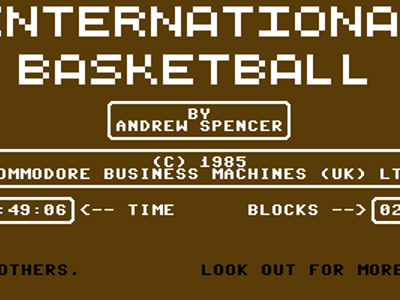 INTERNATIONA
BASKETBALL
BY
ANDREW SPENCER
(C) 1985
OMMODORE BUSINESS MACHINES (UK) LT
:49:06 <-- TIME BLOCKS --> 02
OTHERS. LOOK OUT FOR MORE